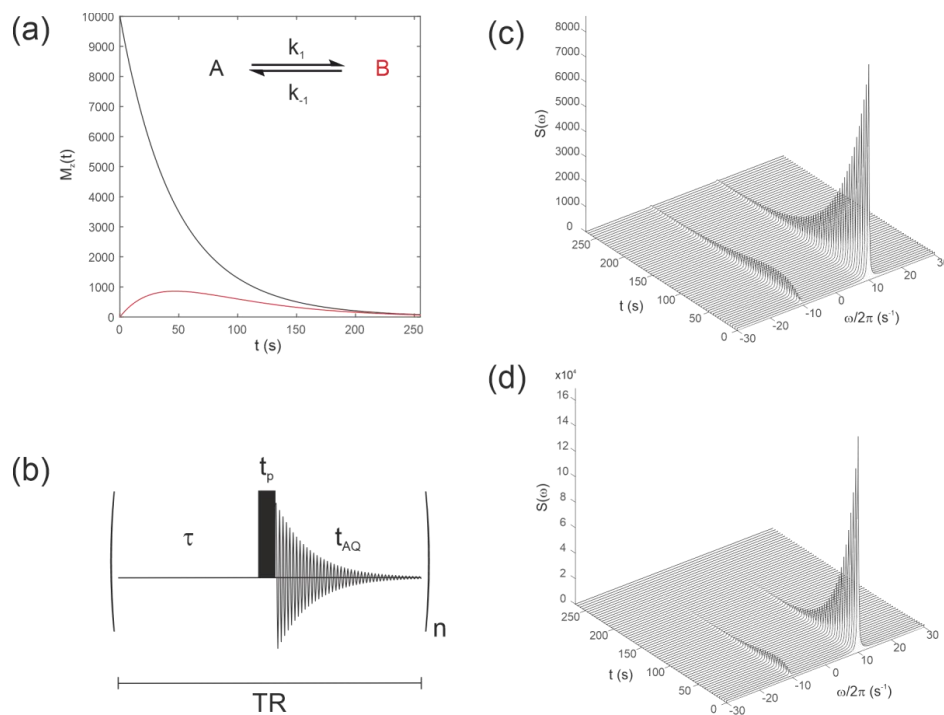 (a)
10000
9000
8000
7000
6000
5000
4000
3000
2000
1000
0
M_z(t)
0 50 100 150 200 250
t (s)
A k₁ B
k₋₁
(b)
t_p
τ
t_AQ
n
TR
(c)
8000
7000
6000
5000
4000
3000
2000
1000
0
S(ω)
250
200
150
100
50
0
t (s)
-30
-20
-10
0
10
20
30
ω/2π (s⁻¹)
(d)
x10⁴
16
14
12
10
8
6
4
2
0
S(ω)
250
200
150
100
50
0
t (s)
-30
-20
-10
0
10
20
30
ω/2π (s⁻¹)